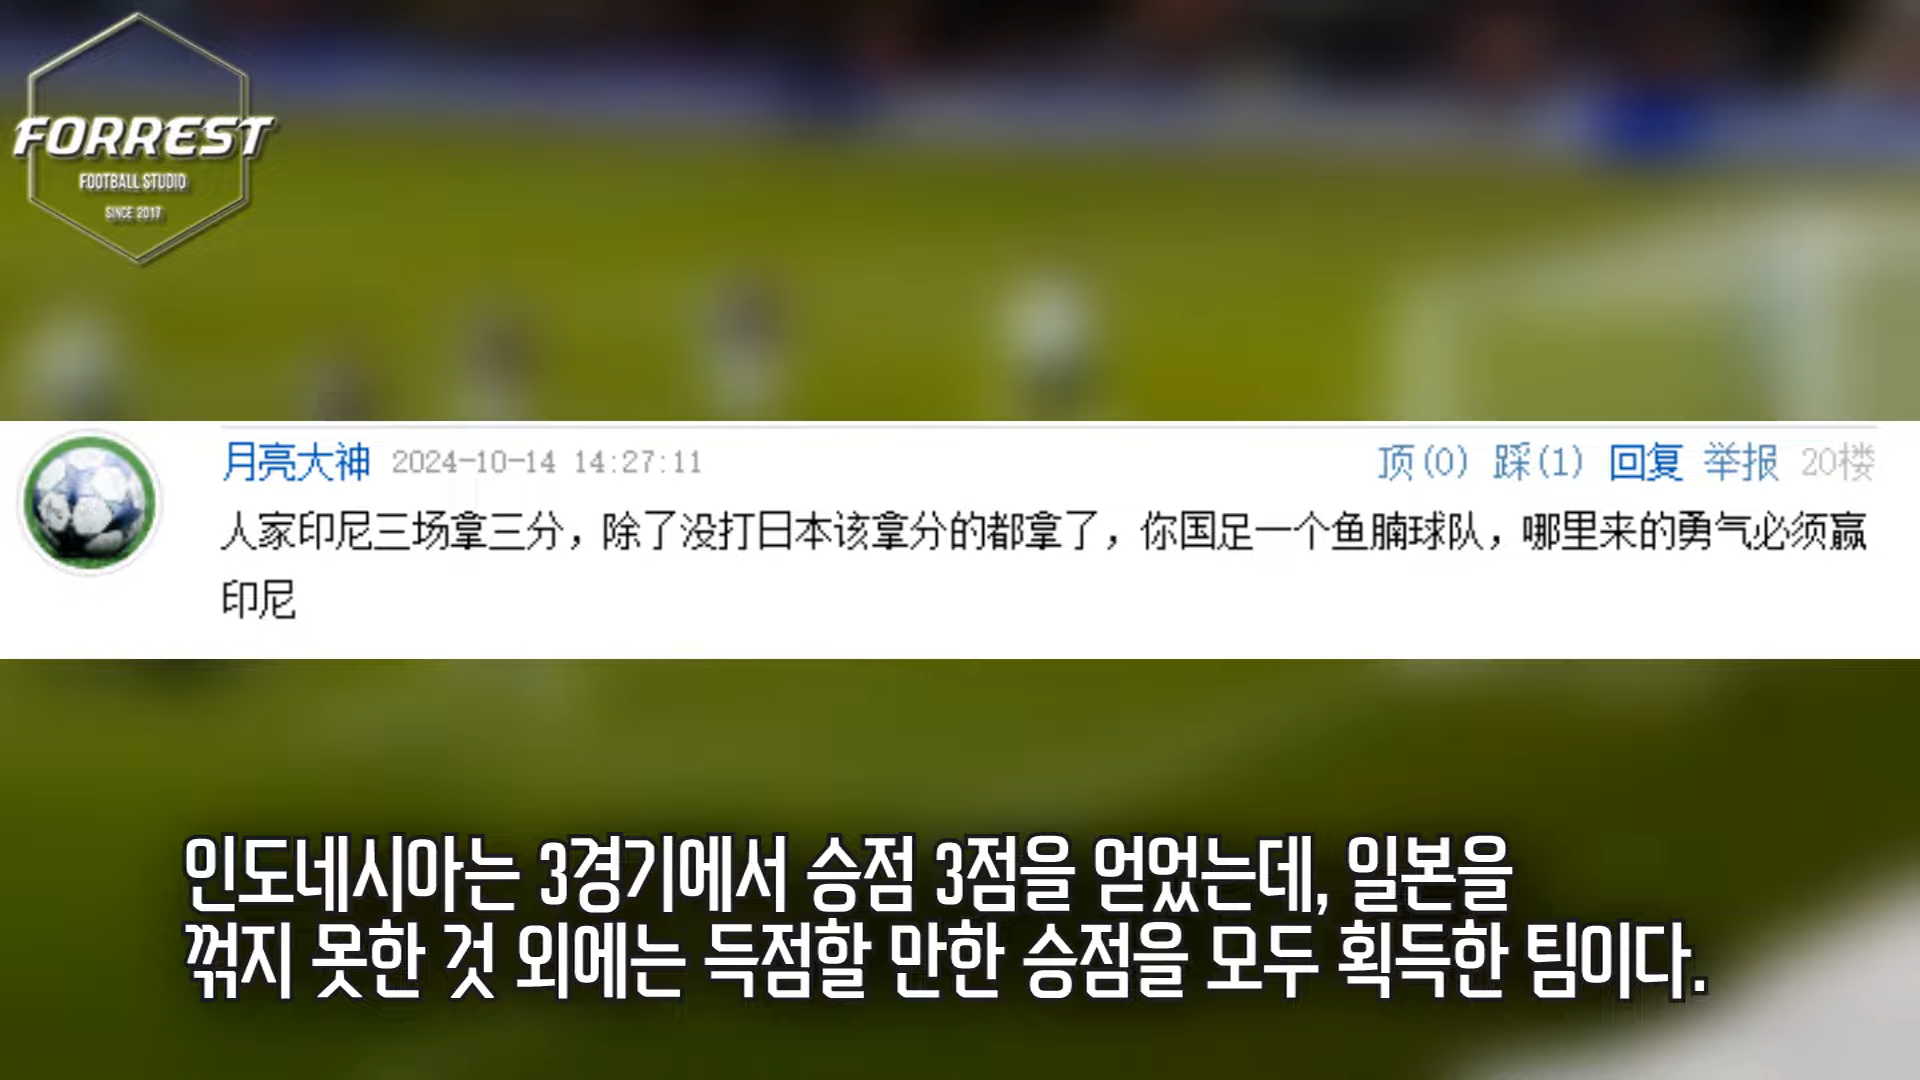 FORREST
FOOTBALL STUDIO
SINCE 2017
月亮大神 2024-10-14 14:27:11 顶(0) 踩(1) 回复 举报 20楼
人家印尼三场拿三分，除了没打日本该拿分的都拿了，你国足一个鱼腩球队，哪里来的勇气必须赢
印尼
인도네시아는 3경기에서 승점 3점을 얻었는데, 일본을
꺾지 못한 것 외에는 득점할 만한 승점을 모두 획득한 팀이다.